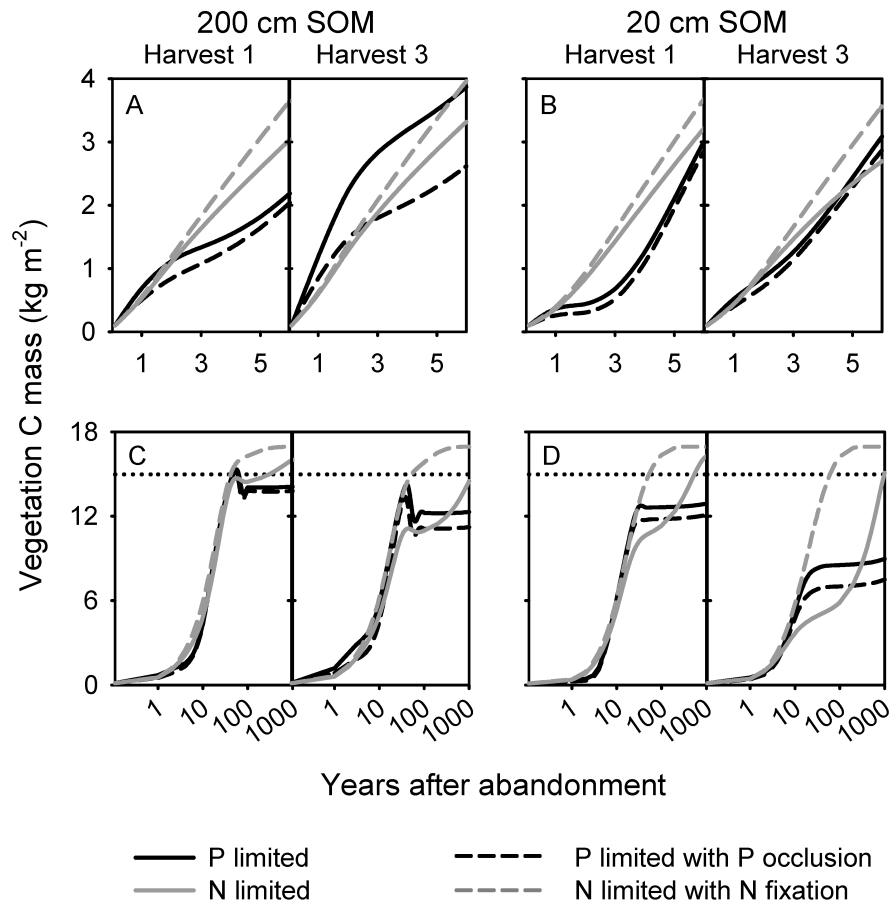 200 cm SOM 20 cm SOM
Harvest 1 Harvest 3 Harvest 1 Harvest 3
Vegetation C mass (kg m-2)
4
3
2
1
0
A
B
1 3 5 1 3 5 1 3 5 1 3 5
18
12
6
0
C
D
1 10 100 1000 1 10 100 1000 1 10 100 1000 1 10 100 1000
Years after abandonment
P limited P limited with P occlusion
N limited N limited with N fixation